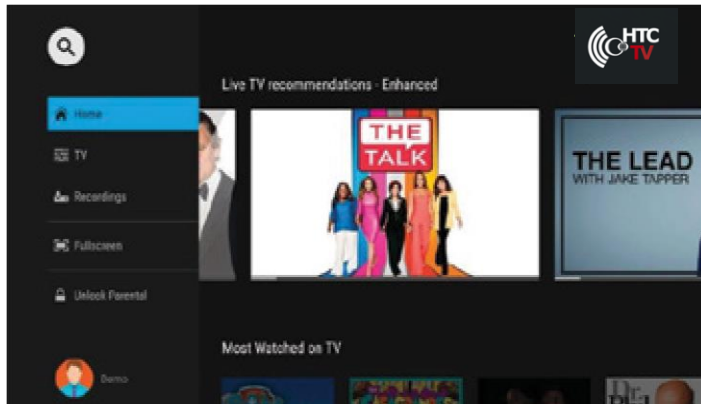 HTC
TV
Live TV recommendations - Enhanced
Home
THE
TALK
THE LEAD
WITH JAKE TAPPER
TV
Recordings
Fullscreen
Unlock Parental
Most Watched on TV
Demo
Dr.